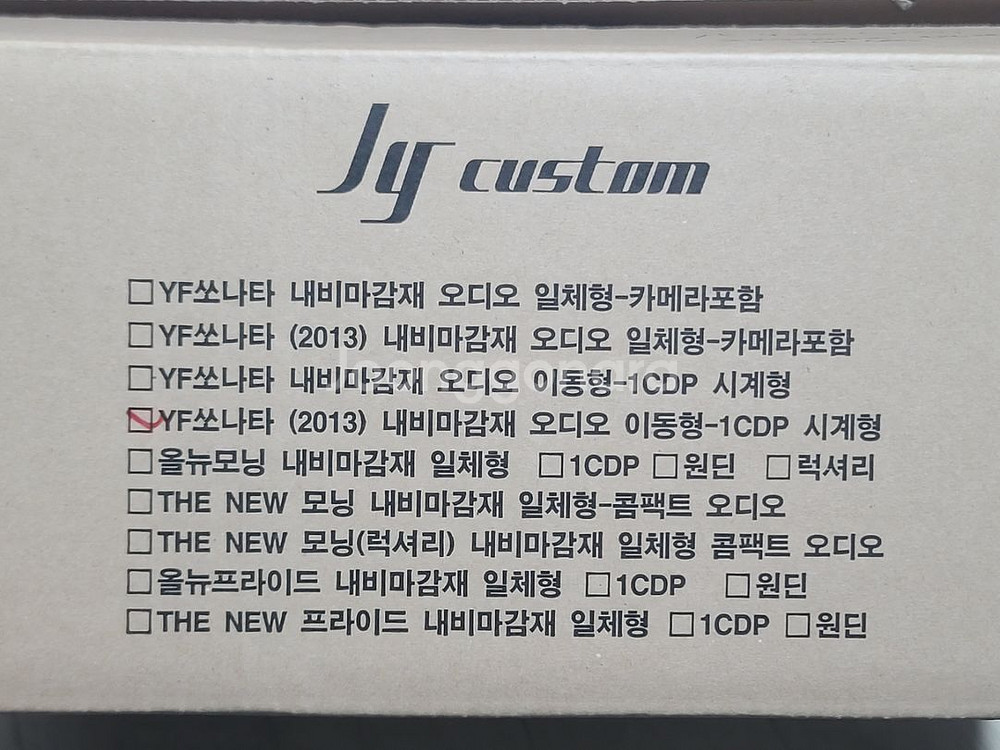 Jy custom
□YF쏘나타 내비마감재 오디오 일체형-카메라포함
□YF쏘나타 (2013) 내비마감재 오디오 일체형-카메라포함
□YF쏘나타 내비마감재 오디오 이동형-1CDP 시계형
☑YF쏘나타 (2013) 내비마감재 오디오 이동형-1CDP 시계형
□올뉴모닝 내비마감재 일체형 □1CDP □원딘 □럭셔리
□THE NEW 모닝 내비마감재 일체형-콤팩트 오디오
□THE NEW 모닝(럭셔리) 내비마감재 일체형 콤팩트 오디오
□올뉴프라이드 내비마감재 일체형 □1CDP □원딘
□THE NEW 프라이드 내비마감재 일체형 □1CDP □원딘
Joonggonara